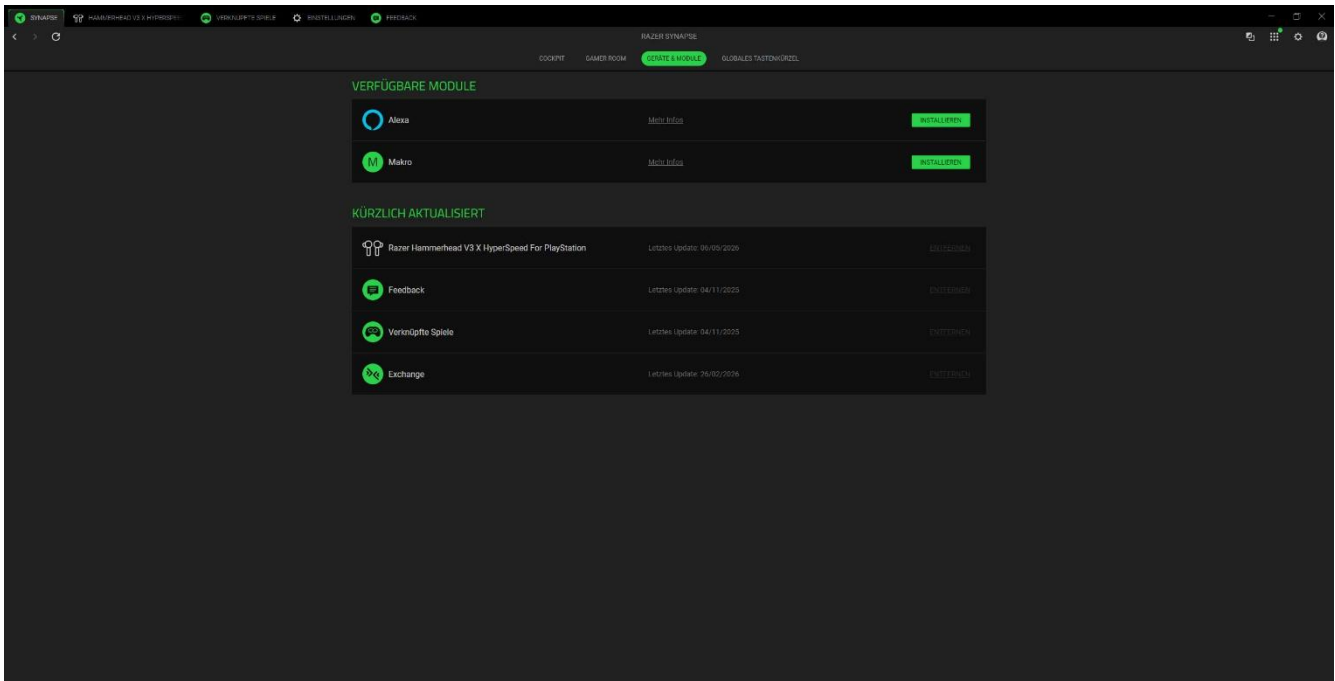 SYNAPSE HAMMERHEAD V3 X HYPERSPEE VERKNÜPFTE SPIELE EINSTELLUNGEN FEEDBACK
RAZER SYNAPSE
COCKPIT GAMER ROOM GERÄTE & MODULE GLOBALES TASTENKÜRZEL
VERFÜGBARE MODULE
Alexa Mehr Infos INSTALLIEREN
M Makro Mehr Infos INSTALLIEREN
KÜRZLICH AKTUALISIERT
Razer Hammerhead V3 X HyperSpeed For PlayStation Letztes Update: 06/05/2026 ENTFERNEN
Feedback Letztes Update: 04/11/2025 ENTFERNEN
Verknüpfte Spiele Letztes Update: 04/11/2025 ENTFERNEN
Exchange Letztes Update: 26/02/2026 ENTFERNEN